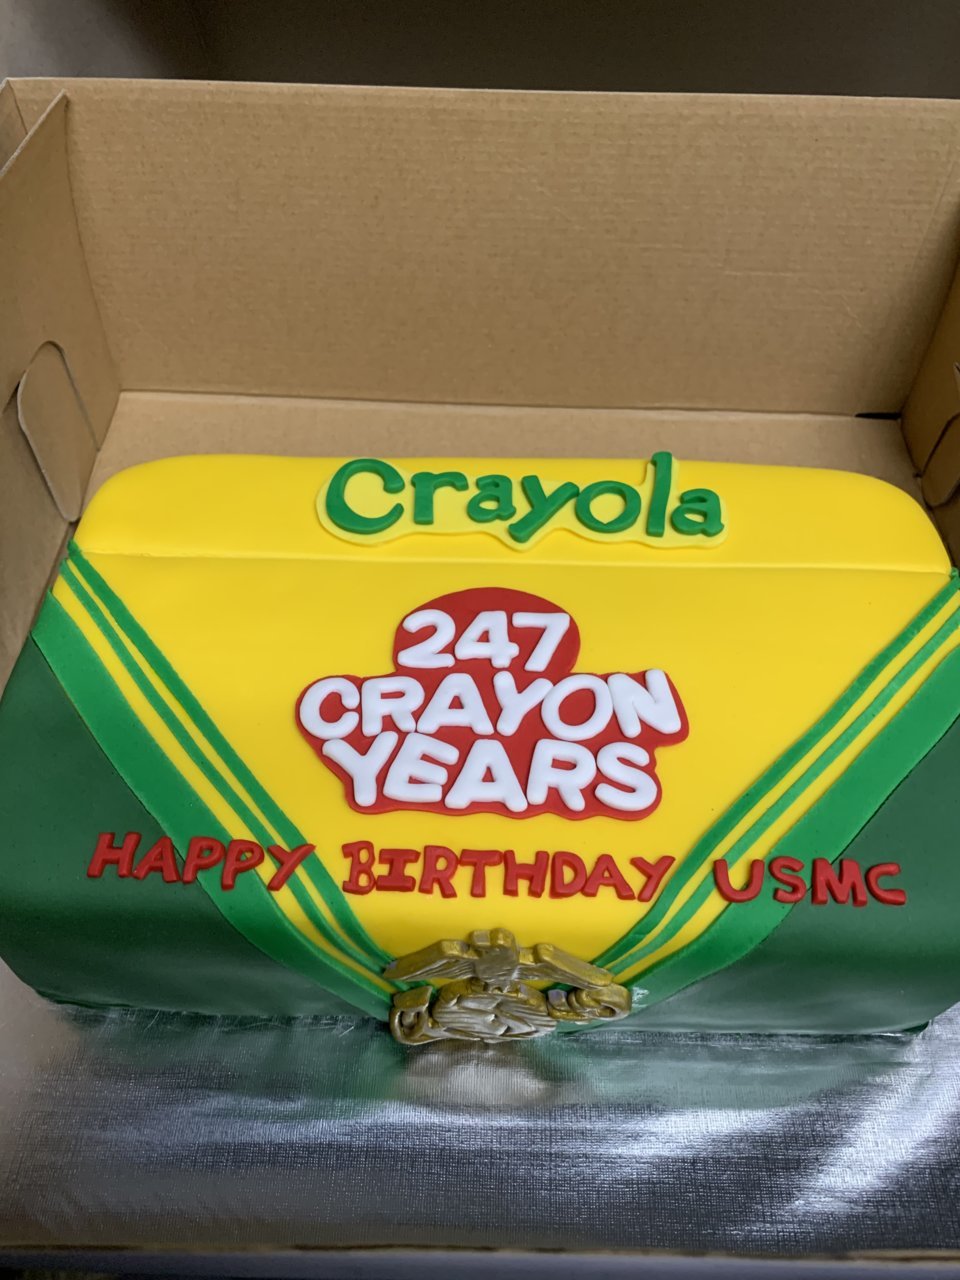 Crayola
247
CRAYON
YEARS
HAPPY BIRTHDAY USMC